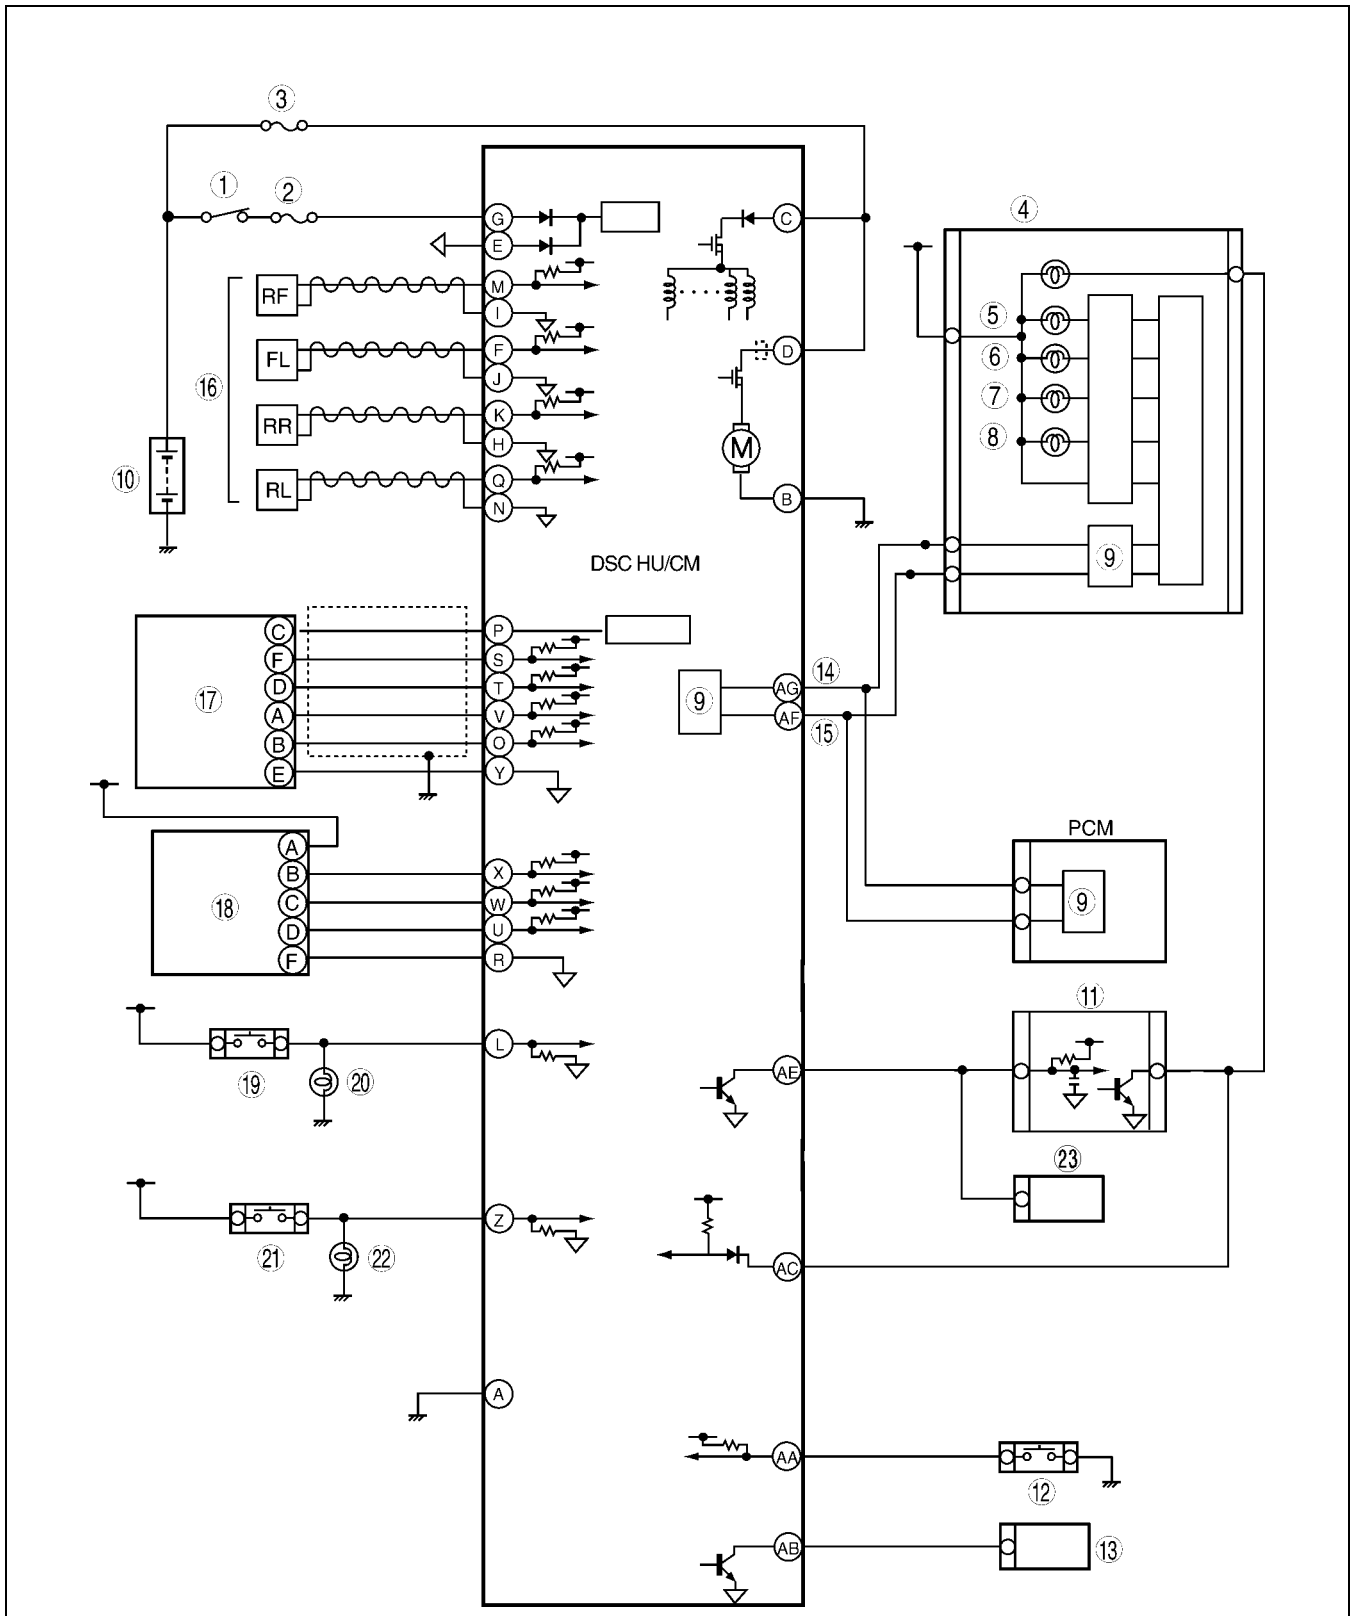 ③
①
②
④
G
C
E
RF
M
I
⑤
FL
F
D
⑥
J
⑯
⑦
RR
K
H
M
⑧
⑩
RL
Q
N
B
DSC HU/CM
⑨
C
P
F
S
⑰
D
T
⑨
AG
⑭
A
V
AF
⑮
B
O
E
Y
PCM
A
B
X
⑱
C
W
⑨
D
U
F
R
⑪
L
AE
⑲
⑳
㉓
Z
㉑
㉒
AC
A
AA
⑫
AB
⑬